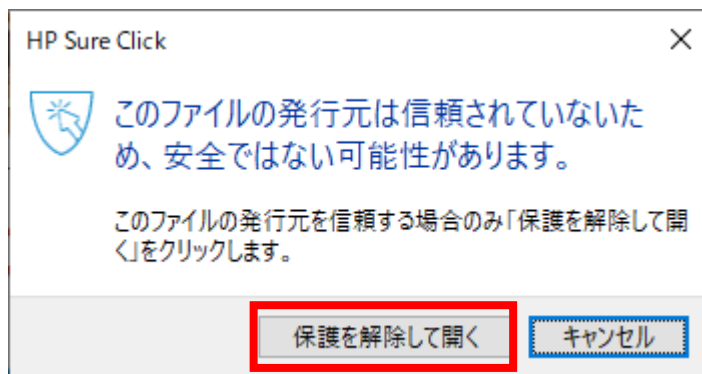 HP Sure Click
このファイルの発行元は信頼されていないた
め、安全ではない可能性があります。
このファイルの発行元を信頼する場合のみ「保護を解除して開
く」をクリックします。
保護を解除して開く
キャンセル